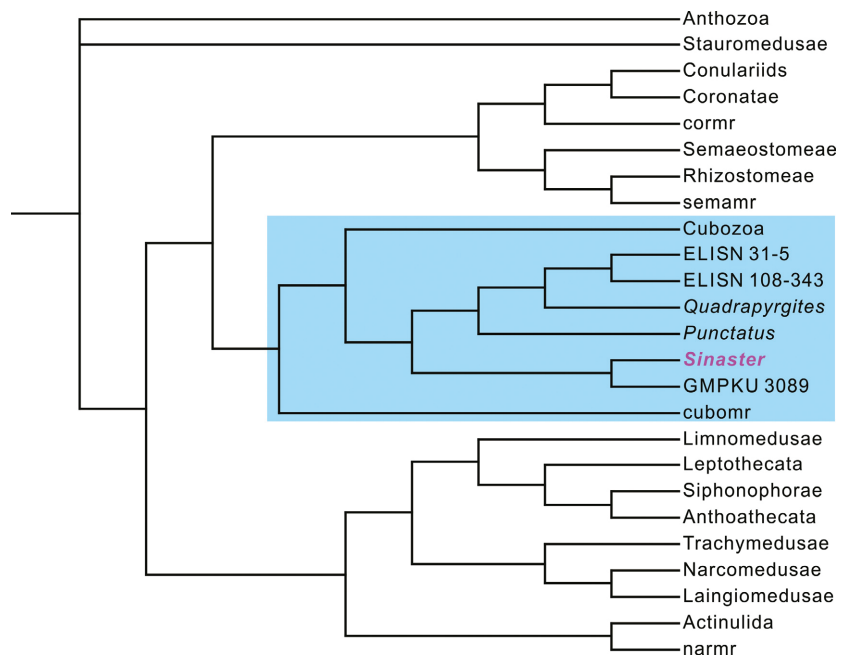 Anthozoa
Stauromedusae
Conulariids
Coronatae
cormr
Semaeostomeae
Rhizostomeae
semamr
Cubozoa
ELISN 31-5
ELISN 108-343
Quadrapyrgites
Punctatus
Sinaster
GMPKU 3089
cubomr
Limnomedusae
Leptothecata
Siphonophorae
Anthoathecata
Trachymedusae
Narcomedusae
Laingiomedusae
Actinulida
narmr